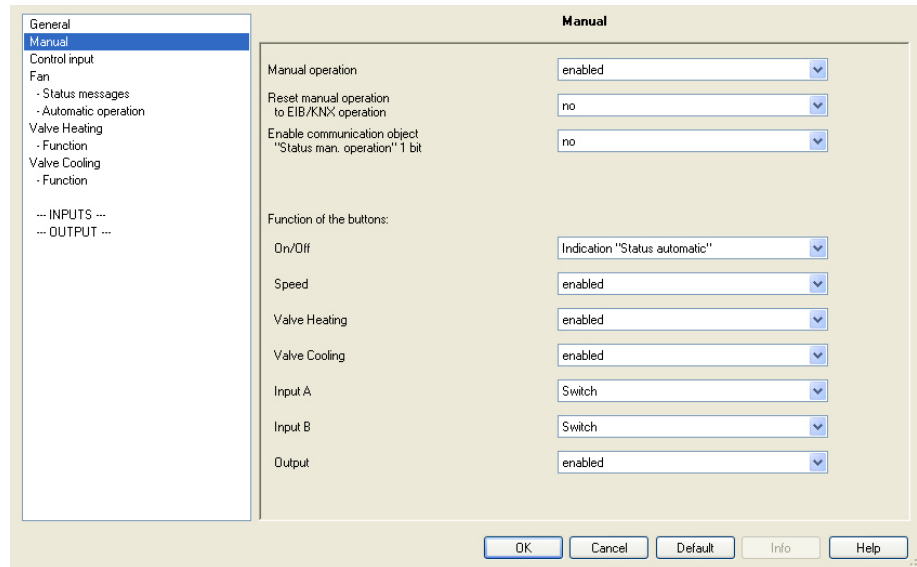 General
Manual
Control input
Fan
- Status messages
- Automatic operation
Valve Heating
- Function
Valve Cooling
- Function
--- INPUTS ---
--- OUTPUT ---
Manual
Manual operation
enabled
Reset manual operation
to EIB/KNX operation
no
Enable communication object
"Status man. operation" 1 bit
no
Function of the buttons:
On/Off
Indication "Status automatic"
Speed
enabled
Valve Heating
enabled
Valve Cooling
enabled
Input A
Switch
Input B
Switch
Output
enabled
OK
Cancel
Default
Info
Help